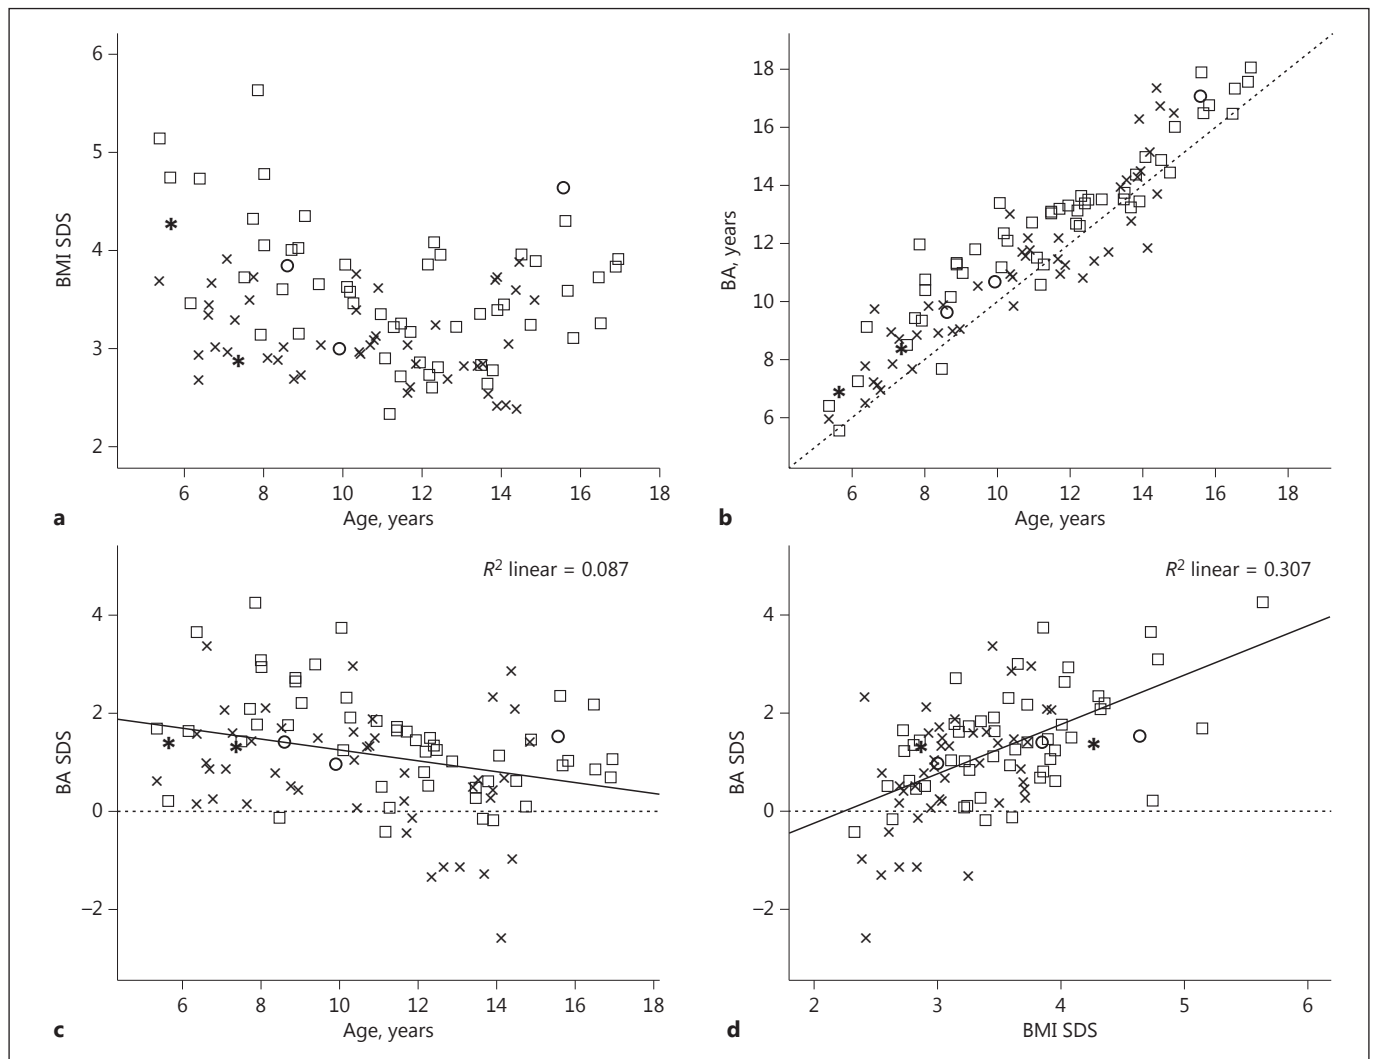 6
5
4
3
2
BMI SDS
6 8 10 12 14 16 18
Age, years
a
18
16
14
12
10
8
6
BA, years
6 8 10 12 14 16 18
Age, years
b
R² linear = 0.087
4
2
0
−2
BA SDS
6 8 10 12 14 16 18
Age, years
c
R² linear = 0.307
4
2
0
−2
BA SDS
2 3 4 5 6
BMI SDS
d